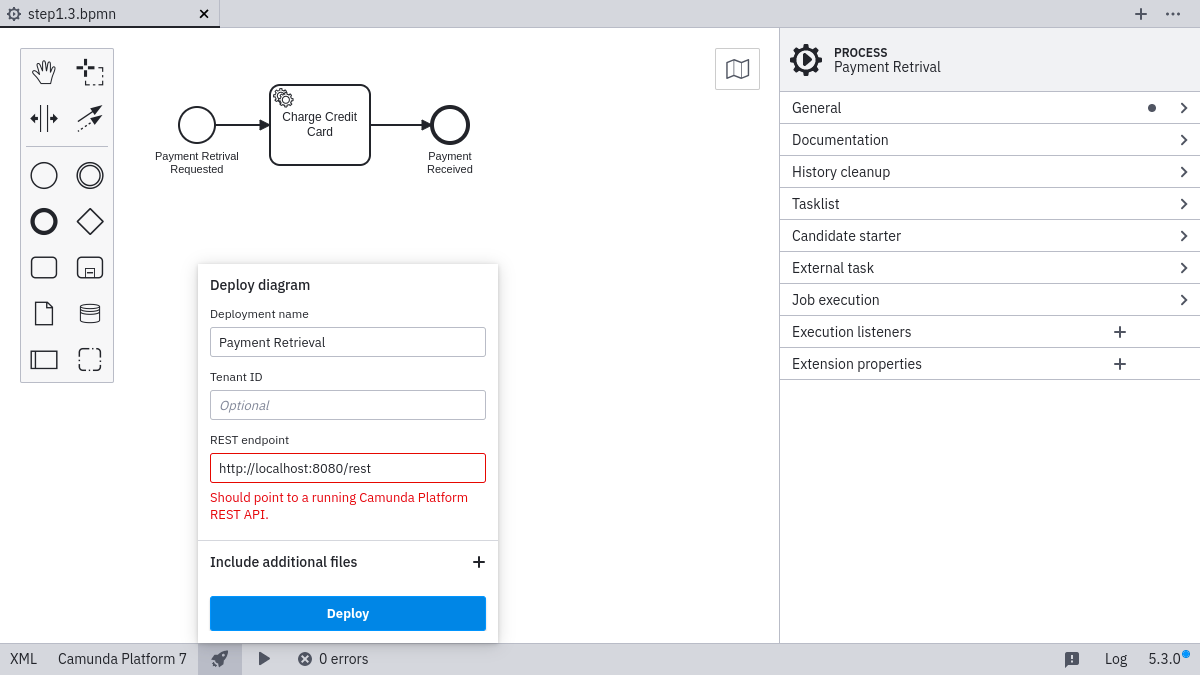 step1.3.bpmn
Payment Retrival
Requested
Charge Credit
Card
Payment
Received
Deploy diagram
Deployment name
Payment Retrieval
Tenant ID
Optional
REST endpoint
http://localhost:8080/rest
Should point to a running Camunda Platform
REST API.
Include additional files
Deploy
PROCESS
Payment Retrival
General
Documentation
History cleanup
Tasklist
Candidate starter
External task
Job execution
Execution listeners
Extension properties
XML Camunda Platform 7 0 errors Log 5.3.0